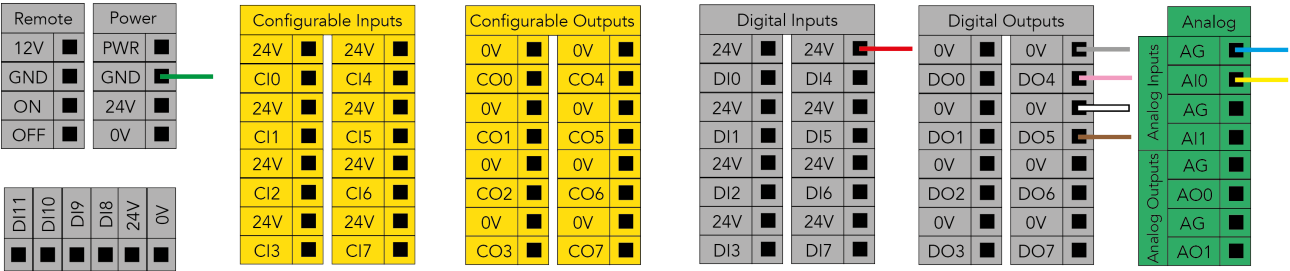 Remote
12V
GND
ON
OFF
Power
PWR
GND
24V
0V
DI11
DI10
DI9
DI8
24V
0V
Configurable Inputs
24V 24V
CI0 CI4
24V 24V
CI1 CI5
24V 24V
CI2 CI6
24V 24V
CI3 CI7
Configurable Outputs
0V 0V
CO0 CO4
0V 0V
CO1 CO5
0V 0V
CO2 CO6
0V 0V
CO3 CO7
Digital Inputs
24V 24V
DI0 DI4
24V 24V
DI1 DI5
24V 24V
DI2 DI6
24V 24V
DI3 DI7
Digital Outputs
0V 0V
DO0 DO4
0V 0V
DO1 DO5
0V 0V
DO2 DO6
0V 0V
DO3 DO7
Analog
Analog Inputs
AG
AI0
AG
AI1
Analog Outputs
AG
AO0
AG
AO1